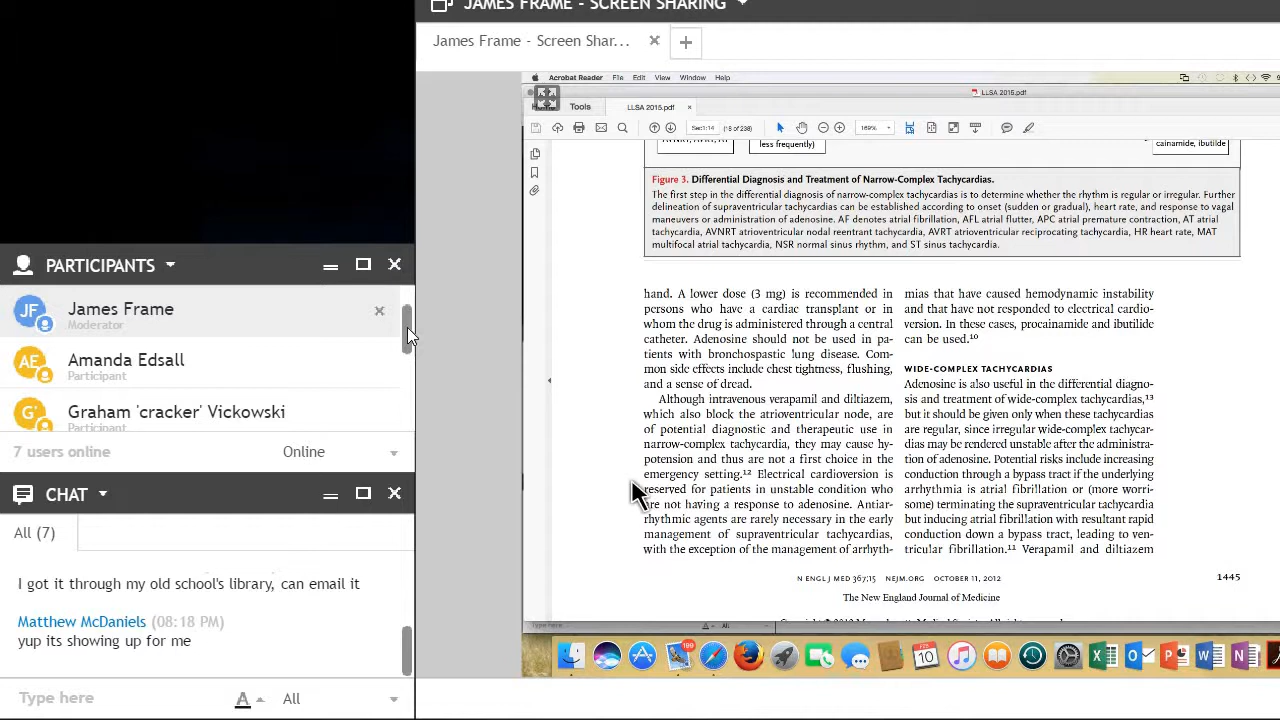 JAMES FRAME - SCREEN SHARING
James Frame - Screen Shar...
Acrobat Reader File Edit View Window Help
LLSA 2015.pdf
Tools LLSA 2015.pdf
Sec1:14 (18 of 238) 169%
less frequently)
cainamide, ibutilde
Figure 3. Differential Diagnosis and Treatment of Narrow-Complex Tachycardias.
The first step in the differential diagnosis of narrow-complex tachycardias is to determine whether the rhythm is regular or irregular. Further
delineation of supraventricular tachycardias can be established according to onset (sudden or gradual), heart rate, and response to vagal
maneuvers or administration of adenosine. AF denotes atrial fibrillation, AFL atrial flutter, APC atrial premature contraction, AT atrial
tachycardia, AVNRT atrioventricular nodal reentrant tachycardia, AVRT atrioventricular reciprocating tachycardia, HR heart rate, MAT
multifocal atrial tachycardia, NSR normal sinus rhythm, and ST sinus tachycardia.
hand. A lower dose (3 mg) is recommended in
persons who have a cardiac transplant or in
whom the drug is administered through a central
catheter. Adenosine should not be used in pa-
tients with bronchospastic lung disease. Com-
mon side effects include chest tightness, flushing,
and a sense of dread.
Although intravenous verapamil and diltiazem,
which also block the atrioventricular node, are
of potential diagnostic and therapeutic use in
narrow-complex tachycardia, they may cause hy-
potension and thus are not a first choice in the
emergency setting.12 Electrical cardioversion is
reserved for patients in unstable condition who
are not having a response to adenosine. Antiar-
rhythmic agents are rarely necessary in the early
management of supraventricular tachycardias,
with the exception of the management of arrhyth-
mias that have caused hemodynamic instability
and that have not responded to electrical cardio-
version. In these cases, procainamide and ibutilide
can be used.10
WIDE-COMPLEX TACHYCARDIAS
Adenosine is also useful in the differential diagno-
sis and treatment of wide-complex tachycardias,13
but it should be given only when these tachycardias
are regular, since irregular wide-complex tachycar-
dias may be rendered unstable after the administra-
tion of adenosine. Potential risks include increasing
conduction through a bypass tract if the underlying
arrhythmia is atrial fibrillation or (more worri-
some) terminating the supraventricular tachycardia
but inducing atrial fibrillation with resultant rapid
conduction down a bypass tract, leading to ven-
tricular fibrillation.11 Verapamil and diltiazem
N ENGL J MED 367;15 NEJM.ORG OCTOBER 11, 2012
1445
The New England Journal of Medicine
PARTICIPANTS
JF James Frame
Moderator
AE Amanda Edsall
Participant
G' Graham 'cracker' Vickowski
Participant
7 users online Online
CHAT
All (7)
I got it through my old school's library, can email it
Matthew McDaniels (08:18 PM)
yup its showing up for me
Type here A All